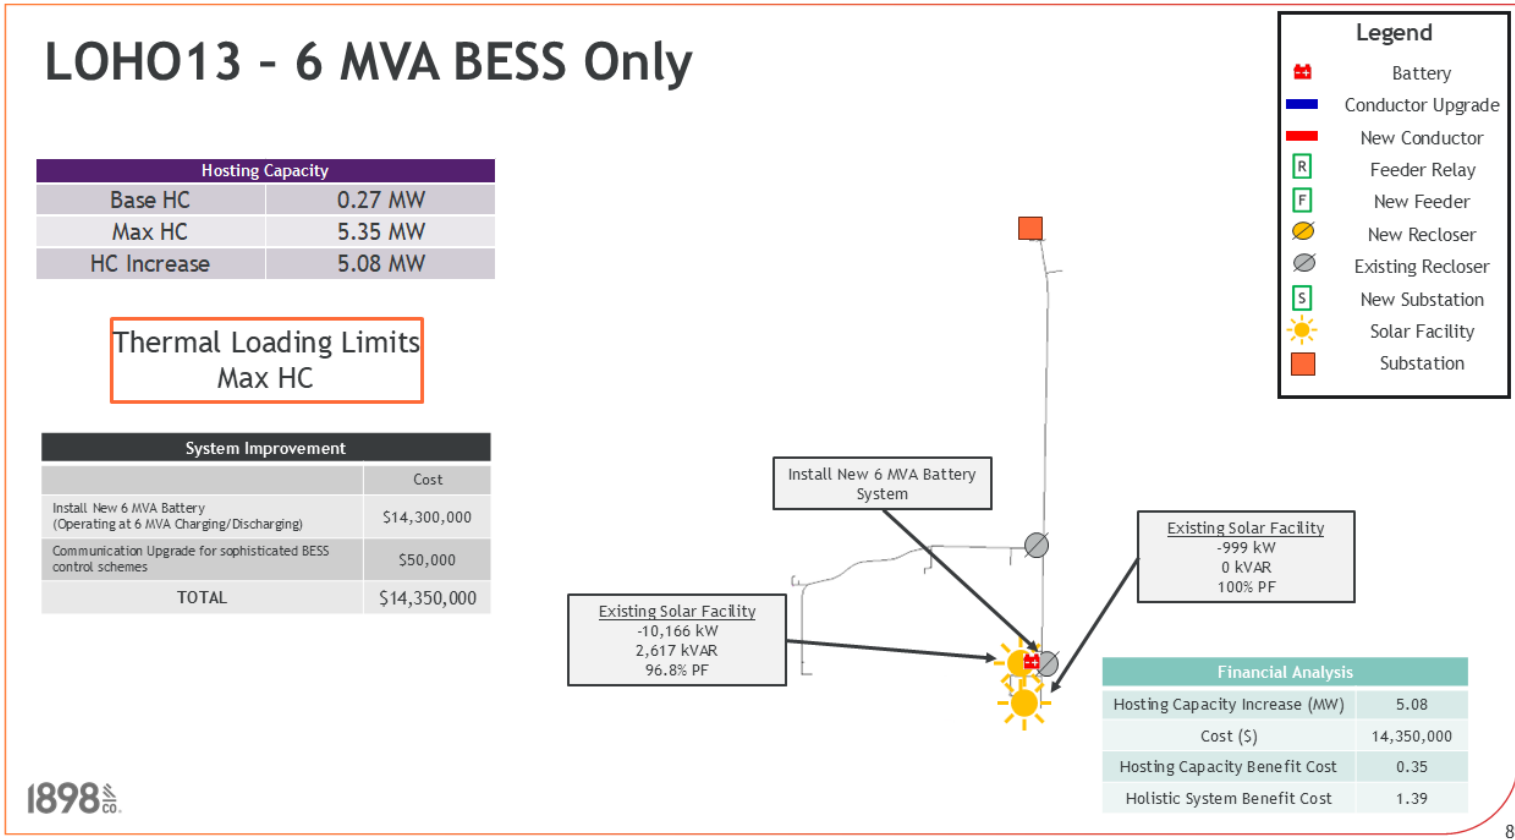 LOHO13 – 6 MVA BESS Only
Hosting Capacity
Base HC 0.27 MW
Max HC 5.35 MW
HC Increase 5.08 MW
Thermal Loading Limits
Max HC
System Improvement
Cost
Install New 6 MVA Battery
(Operating at 6 MVA Charging/Discharging)
$14,300,000
Communication Upgrade for sophisticated BESS
control schemes
$50,000
TOTAL $14,350,000
Install New 6 MVA Battery
System
Existing Solar Facility
-10,166 kW
2,617 kVAR
96.8% PF
Existing Solar Facility
-999 kW
0 kVAR
100% PF
Legend
Battery
Conductor Upgrade
New Conductor
R Feeder Relay
F New Feeder
New Recloser
Existing Recloser
S New Substation
Solar Facility
Substation
Financial Analysis
Hosting Capacity Increase (MW) 5.08
Cost ($) 14,350,000
Hosting Capacity Benefit Cost 0.35
Holistic System Benefit Cost 1.39
1898 & CO.
8